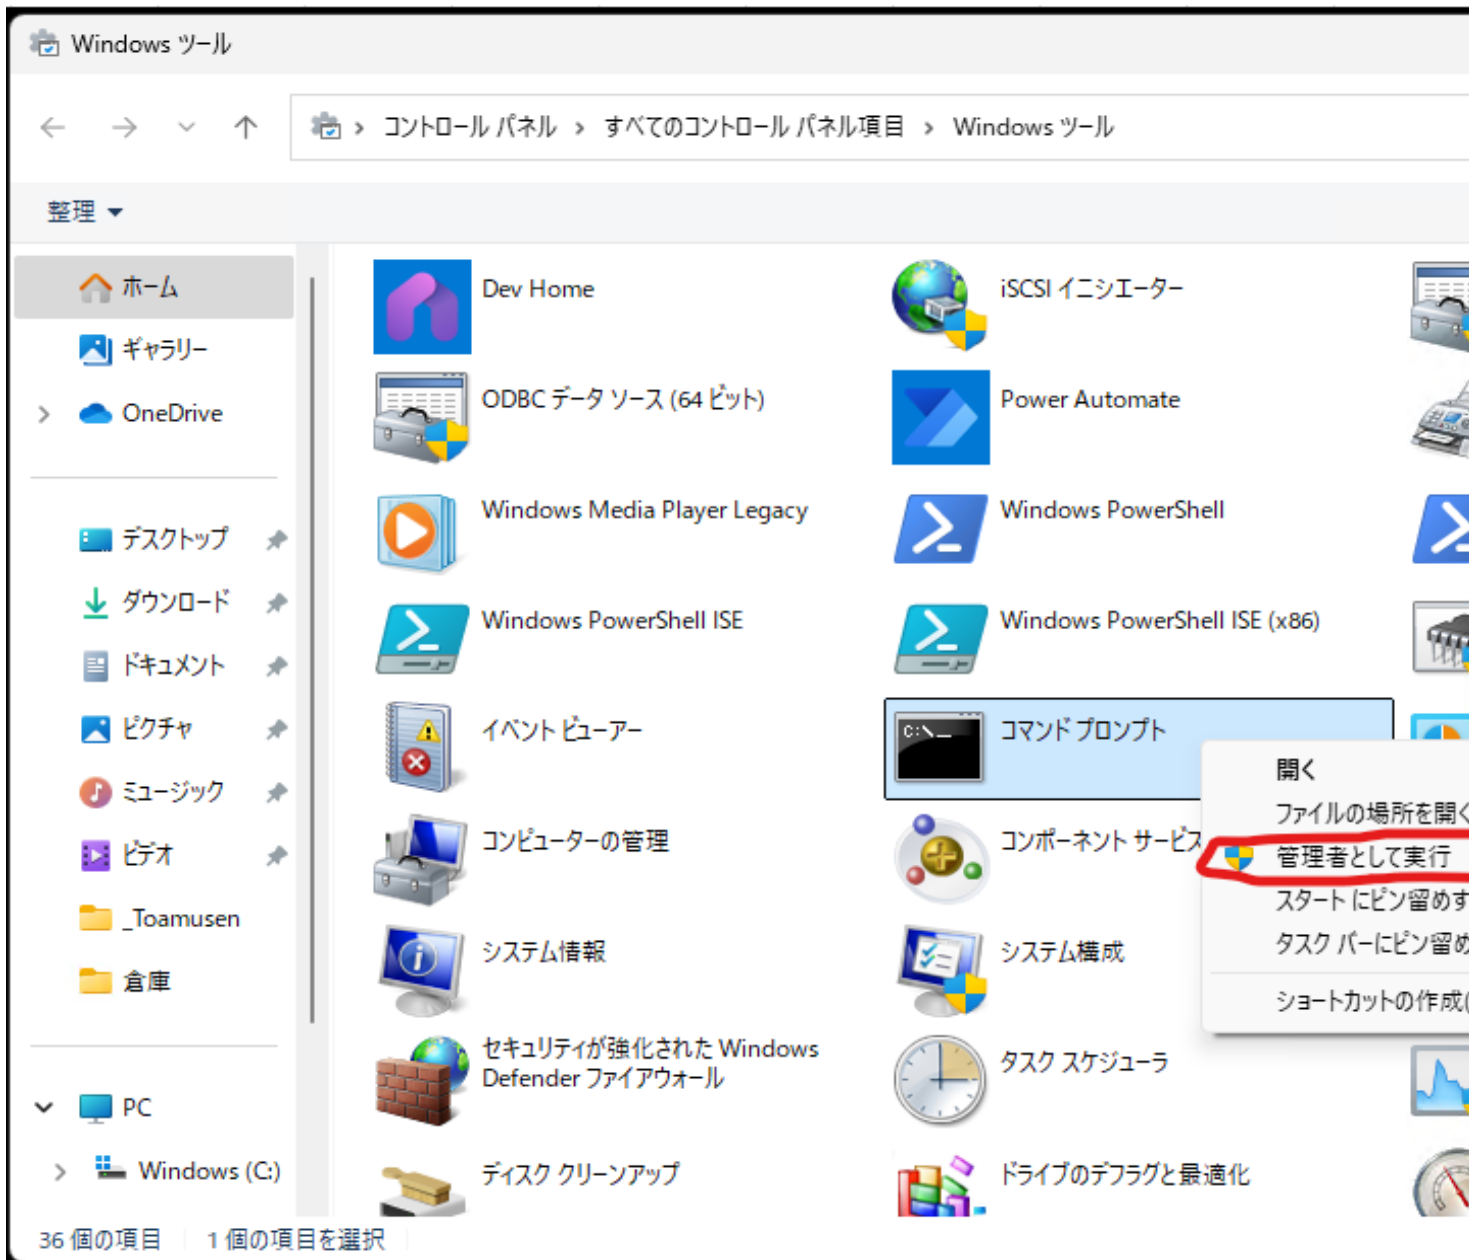 Windows ツール
コントロール パネル > すべてのコントロール パネル項目 > Windows ツール
整理
ホーム
ギャラリー
OneDrive
デスクトップ
ダウンロード
ドキュメント
ピクチャ
ミュージック
ビデオ
_Toamusen
倉庫
PC
Windows (C:)
Dev Home
iSCSI イニシエーター
ODBC データ ソース (64 ビット)
Power Automate
Windows Media Player Legacy
Windows PowerShell
Windows PowerShell ISE
Windows PowerShell ISE (x86)
イベント ビューアー
C:\_
コマンド プロンプト
コンピューターの管理
コンポーネント サービス
システム情報
システム構成
セキュリティが強化された Windows
Defender ファイアウォール
タスク スケジューラ
ディスク クリーンアップ
ドライブのデフラグと最適化
開く
ファイルの場所を開く
管理者として実行
スタート にピン留めす
タスク バーにピン留め
ショートカットの作成(
36 個の項目
1 個の項目を選択